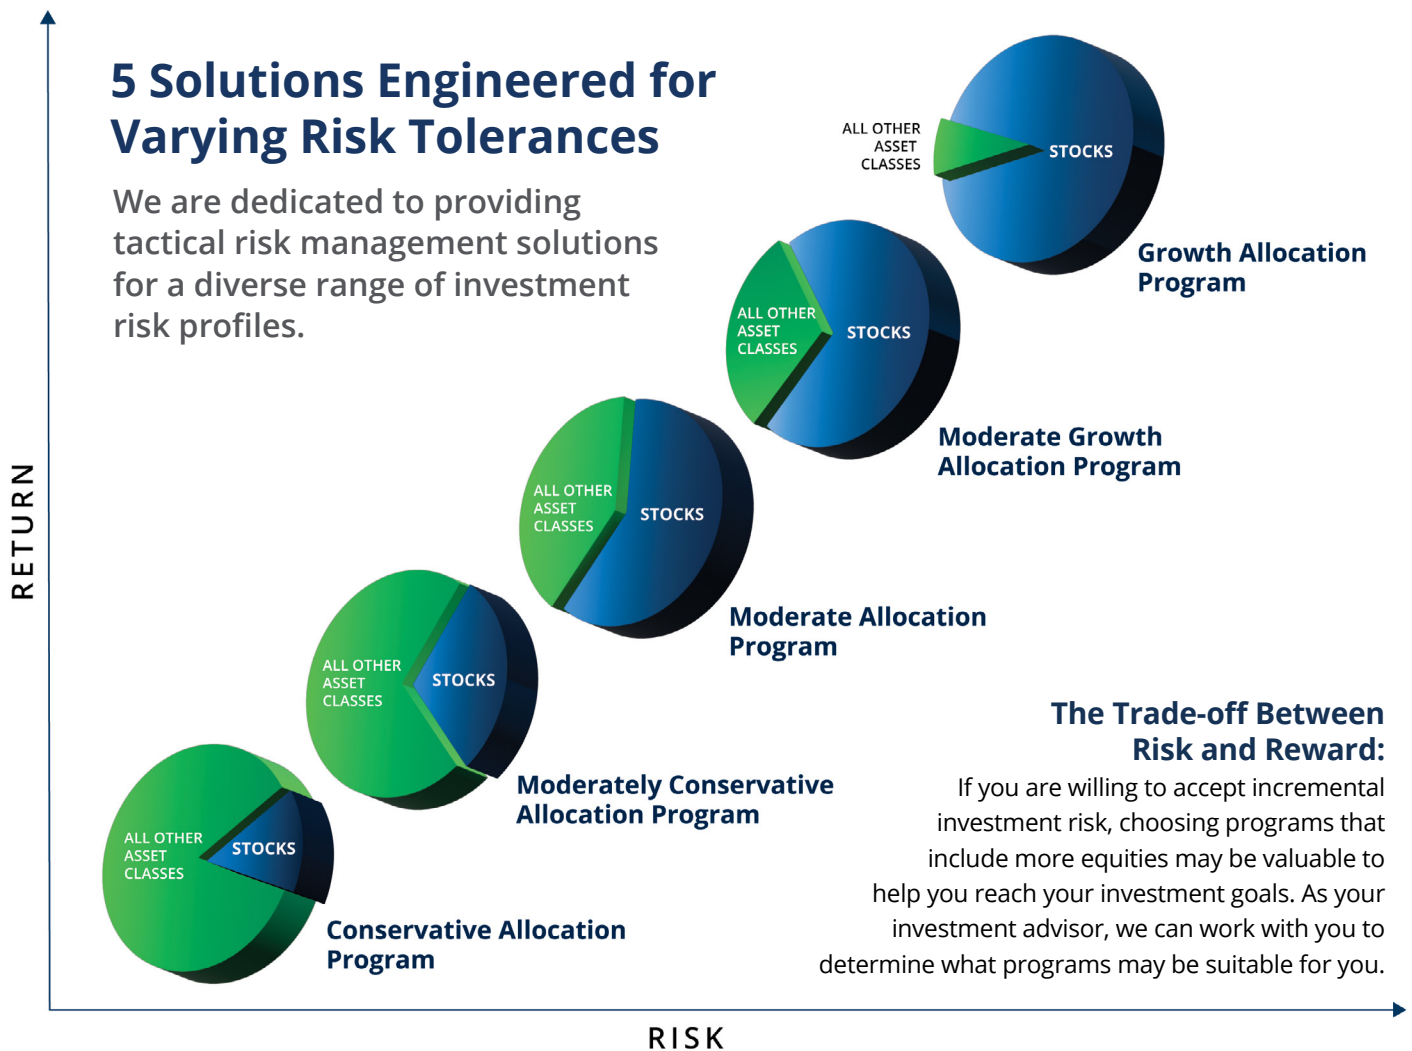 5 Solutions Engineered for
Varying Risk Tolerances
We are dedicated to providing
tactical risk management solutions
for a diverse range of investment
risk profiles.
ALL OTHER
ASSET
CLASSES
STOCKS
Growth Allocation
Program
ALL OTHER
ASSET
CLASSES
STOCKS
Moderate Growth
Allocation Program
ALL OTHER
ASSET
CLASSES
STOCKS
Moderate Allocation
Program
ALL OTHER
ASSET
CLASSES
STOCKS
Moderately Conservative
Allocation Program
ALL OTHER
ASSET
CLASSES
STOCKS
Conservative Allocation
Program
The Trade-off Between
Risk and Reward:
If you are willing to accept incremental
investment risk, choosing programs that
include more equities may be valuable to
help you reach your investment goals. As your
investment advisor, we can work with you to
determine what programs may be suitable for you.
RETURN
RISK